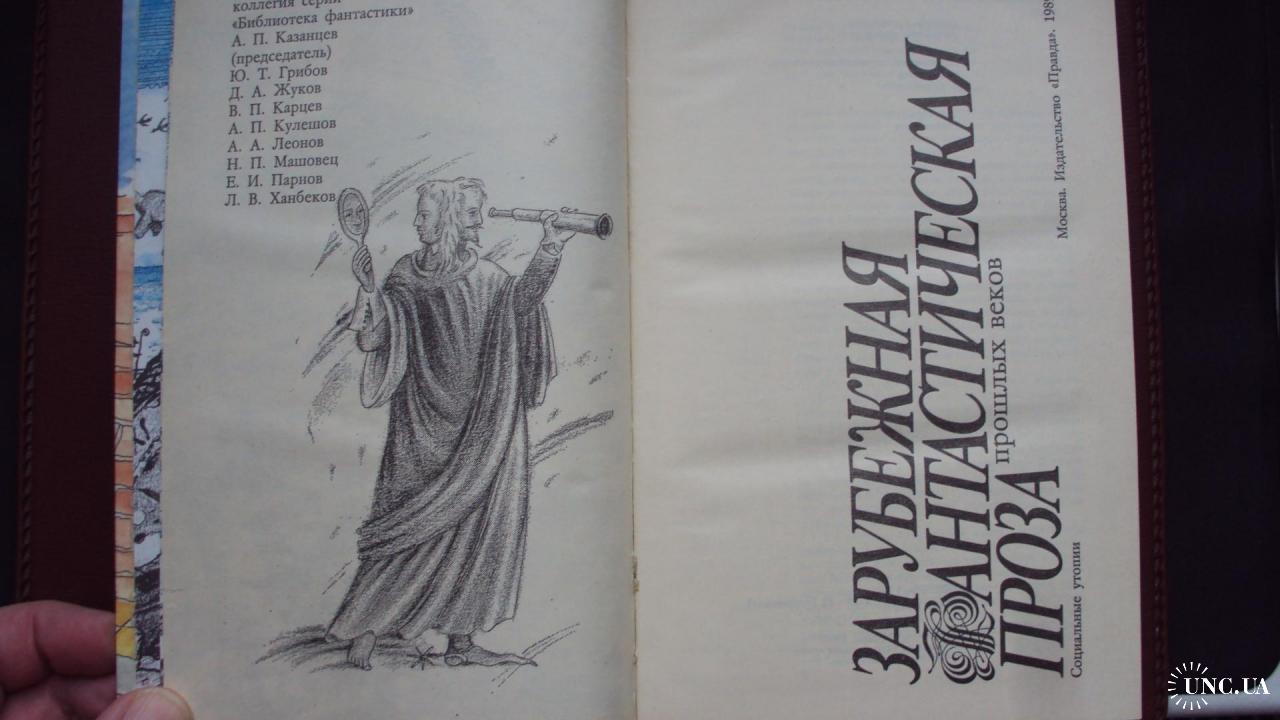 коллегия серии
«Библиотека фантастики»
А. П. Казанцев
(председатель)
Ю. Т. Грибов
Д. А. Жуков
В. П. Карцев
А. П. Кулешов
А. А. Леонов
Н. П. Машовец
Е. И. Парнов
Л. В. Ханбеков
ЗАРУБЕЖНАЯ
ФАНТАСТИЧЕСКАЯ
ПРОЗА прошлых веков
Социальные утопии
Москва. Издательство «Правда». 1989
UNC.UA